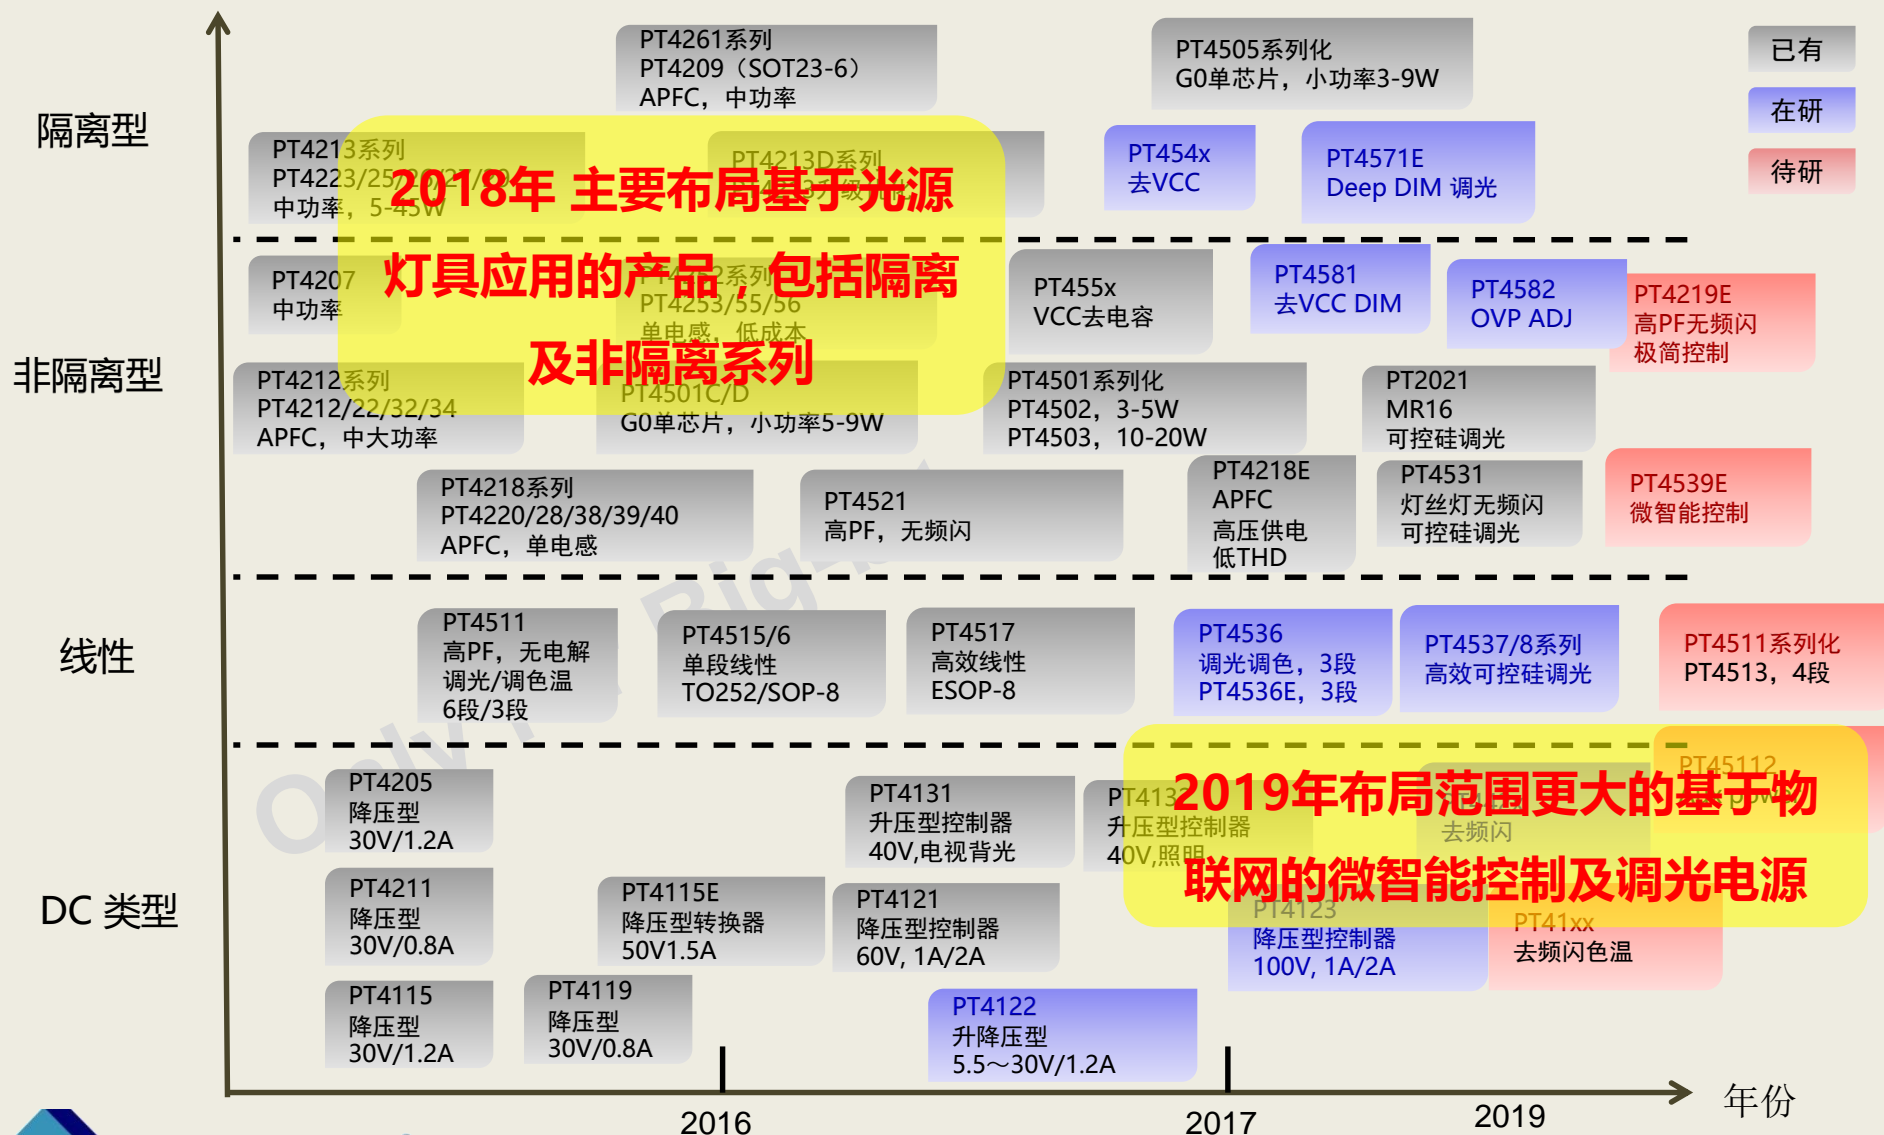 PT4261系列
PT4209（SOT23-6）
APFC，中功率
PT4505系列化
G0单芯片，小功率3-9W
已有
在研
待研
隔离型
PT4213系列
PT4223/25/26/27/29
中功率，5-45W
PT4213D系列
PT454x
去VCC
PT4571E
Deep DIM 调光
2018年 主要布局基于光源
灯具应用的产品，包括隔离
及非隔离系列
非隔离型
PT4207
中功率
PT4253/55/56
单电感，低成本
PT455x
VCC去电容
PT4581
去VCC DIM
PT4582
OVP ADJ
PT4219E
高PF无频闪
极简控制
PT4212系列
PT4212/22/32/34
APFC，中大功率
PT4501C/D
G0单芯片，小功率5-9W
PT4501系列化
PT4502，3-5W
PT4503，10-20W
PT2021
MR16
可控硅调光
PT4218系列
PT4220/28/38/39/40
APFC，单电感
PT4521
高PF，无频闪
PT4218E
APFC
高压供电
低THD
PT4531
灯丝灯无频闪
可控硅调光
PT4539E
微智能控制
线性
PT4511
高PF，无电解
调光/调色温
6段/3段
PT4515/6
单段线性
TO252/SOP-8
PT4517
高效线性
ESOP-8
PT4536
调光调色，3段
PT4536E，3段
PT4537/8系列
高效可控硅调光
PT4511系列化
PT4513，4段
DC 类型
PT4205
降压型
30V/1.2A
PT4131
升压型控制器
40V,电视背光
升压型控制器
40V,照明
去频闪
PT45112
2019年布局范围更大的基于物
联网的微智能控制及调光电源
PT4211
降压型
30V/0.8A
PT4115E
降压型转换器
50V1.5A
PT4121
降压型控制器
60V, 1A/2A
PT4123
降压型控制器
100V, 1A/2A
PT41xx
去频闪色温
PT4115
降压型
30V/1.2A
PT4119
降压型
30V/0.8A
PT4122
升降压型
5.5～30V/1.2A
2016
2017
2019
年份